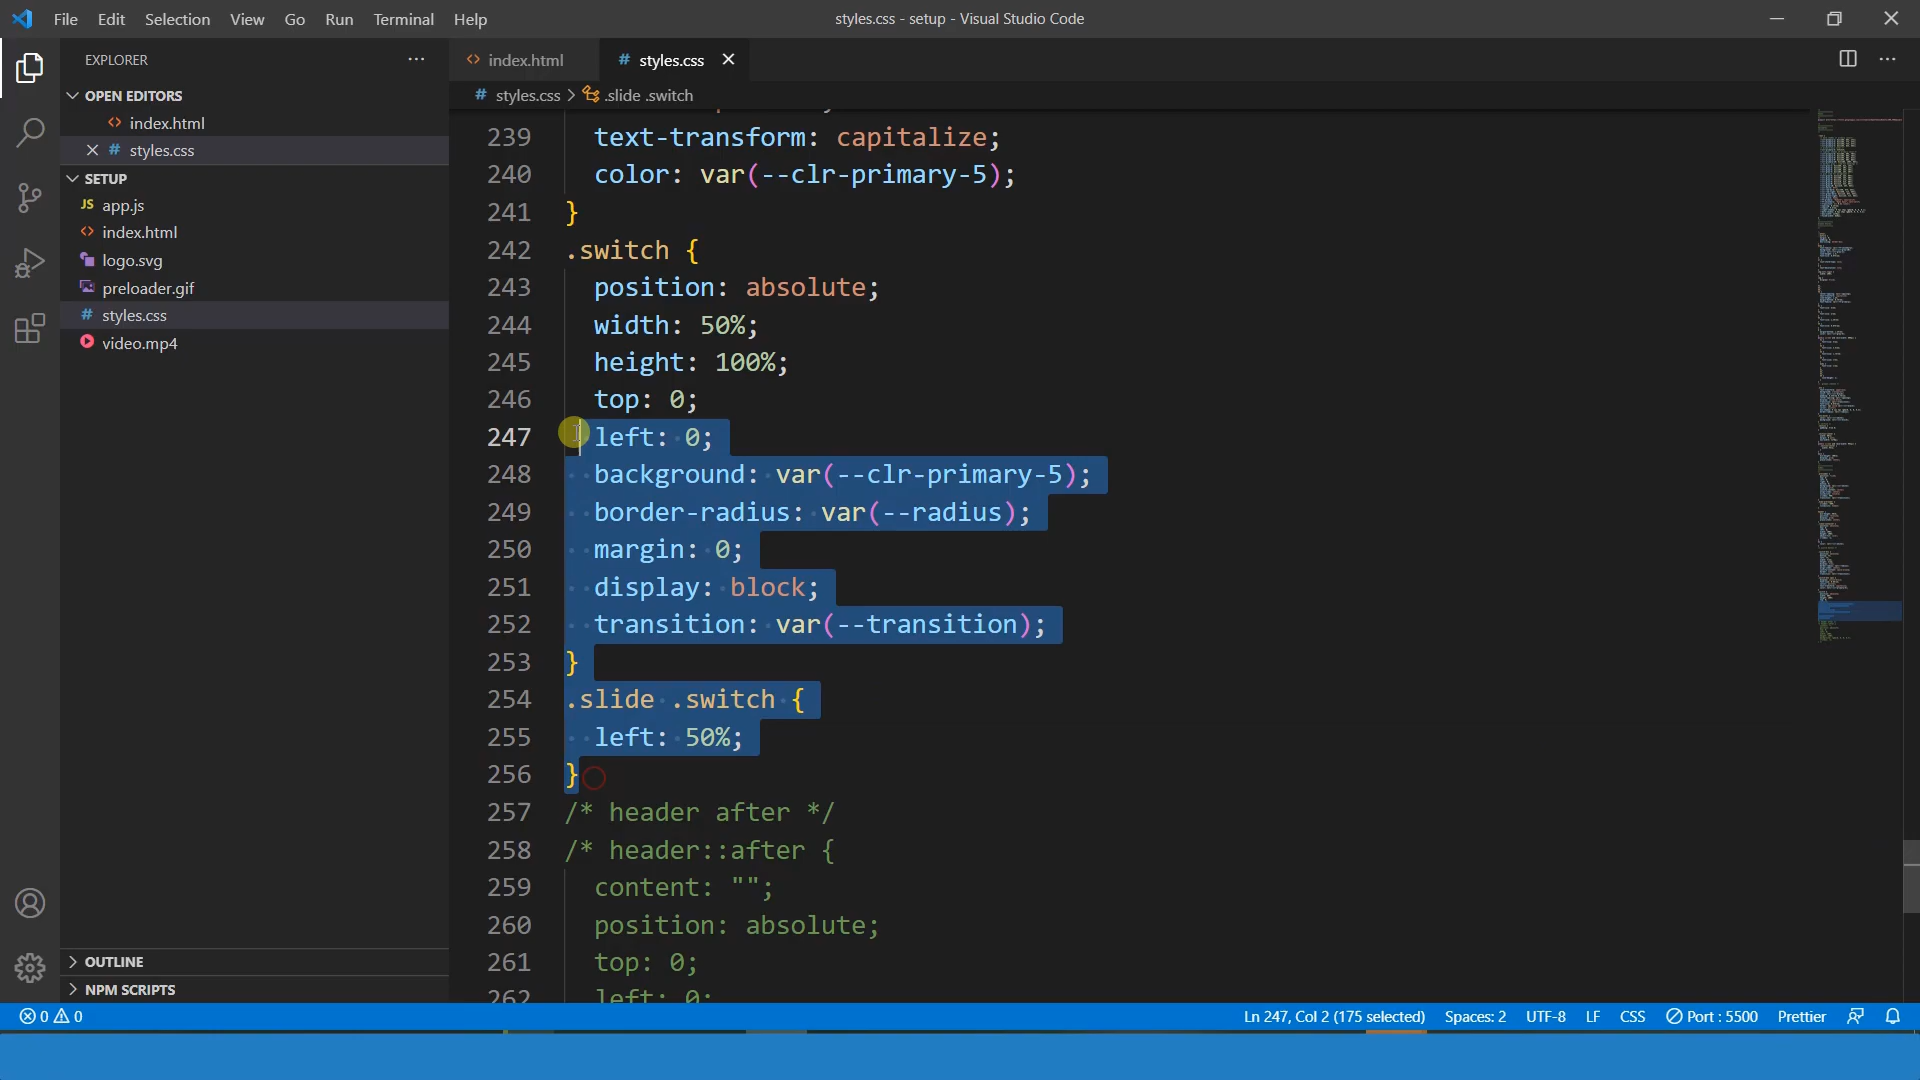 File Edit Selection View Go Run Terminal Help
styles.css - setup - Visual Studio Code
EXPLORER
OPEN EDITORS
index.html
styles.css
SETUP
JS app.js
index.html
logo.svg
preloader.gif
# styles.css
video.mp4
OUTLINE
NPM SCRIPTS
index.html
# styles.css
# styles.css > .slide .switch
239 text-transform: capitalize;
240 color: var(--clr-primary-5);
241 }
242 .switch {
243 position: absolute;
244 width: 50%;
245 height: 100%;
246 top: 0;
247 left: 0;
248 background: var(--clr-primary-5);
249 border-radius: var(--radius);
250 margin: 0;
251 display: block;
252 transition: var(--transition);
253 }
254 .slide .switch {
255 left: 50%;
256 }
257 /* header after */
258 /* header::after {
259 content: "";
260 position: absolute;
261 top: 0;
262 left: 0;
0 0
Ln 247, Col 2 (175 selected) Spaces: 2 UTF-8 LF CSS Port : 5500 Prettier